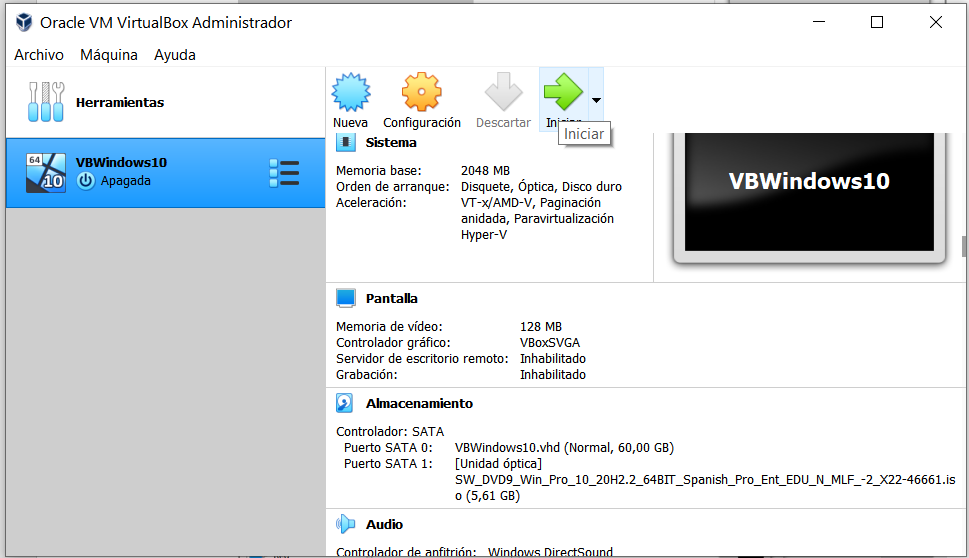 Oracle VM VirtualBox Administrador
Archivo Máquina Ayuda
Herramientas
64
10
VBWindows10
Apagada
Nueva Configuración Descartar
Iniciar
Sistema
Memoria base: 2048 MB
Orden de arranque: Disquete, Óptica, Disco duro
Aceleración: VT-x/AMD-V, Paginación
anidada, Paravirtualización
Hyper-V
VBWindows10
Pantalla
Memoria de vídeo: 128 MB
Controlador gráfico: VBoxSVGA
Servidor de escritorio remoto: Inhabilitado
Grabación: Inhabilitado
Almacenamiento
Controlador: SATA
Puerto SATA 0: VBWindows10.vhd (Normal, 60,00 GB)
Puerto SATA 1: [Unidad óptica]
SW_DVD9_Win_Pro_10_20H2.2_64BIT_Spanish_Pro_Ent_EDU_N_MLF_-2_X22-46661.is
o (5,61 GB)
Audio
Controlador de anfitrión: Windows DirectSound